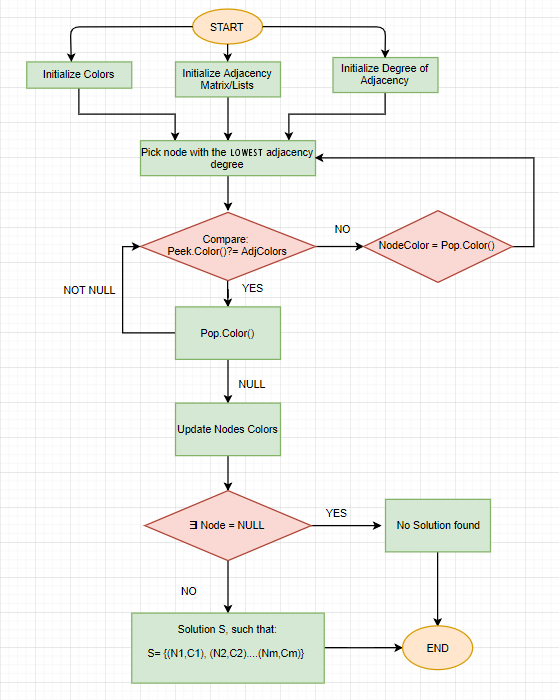 START
Initialize Colors
Initialize Adjacency
Matrix/Lists
Initialize Degree of
Adjacency
Pick node with the LOWEST adjacency
degree
Compare:
Peek.Color()?= AdjColors
NO
NodeColor = Pop.Color()
NOT NULL
YES
Pop.Color()
NULL
Update Nodes Colors
∃ Node = NULL
YES
No Solution found
NO
Solution S, such that:
S= {(N1,C1), (N2,C2)....(Nm,Cm)}
END